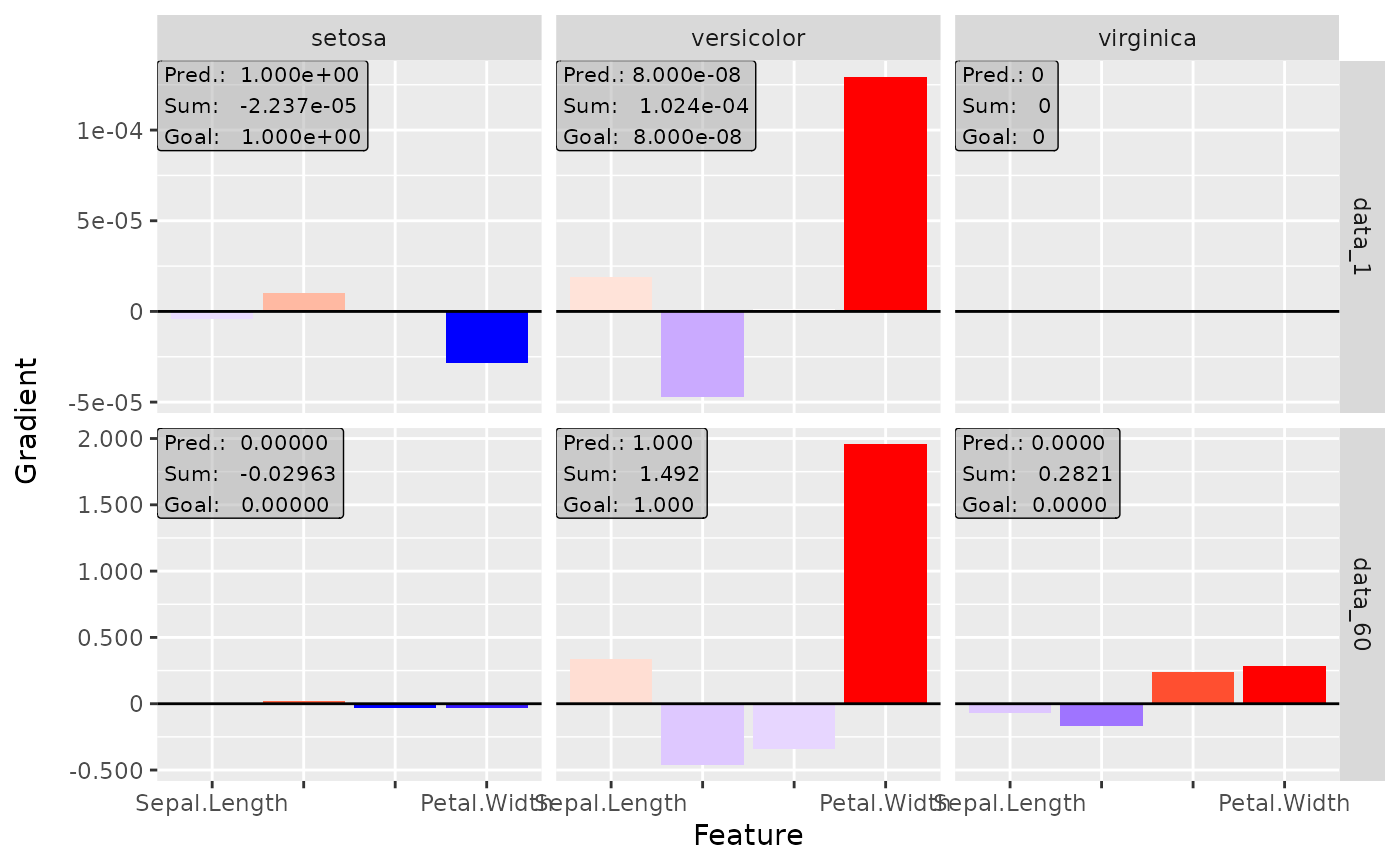 setosa
versicolor
virginica
Pred.: 1.000e+00
Sum: -2.237e-05
Goal: 1.000e+00
Pred.: 8.000e-08
Sum: 1.024e-04
Goal: 8.000e-08
Pred.: 0
Sum: 0
Goal: 0
1e-04
5e-05
0
-5e-05
data_1
Gradient
Pred.: 0.00000
Sum: -0.02963
Goal: 0.00000
Pred.: 1.000
Sum: 1.492
Goal: 1.000
Pred.: 0.0000
Sum: 0.2821
Goal: 0.0000
2.000
1.500
1.000
0.500
0
-0.500
data_60
Sepal.Length
Petal.Width
Sepal.Length
Petal.Width
Sepal.Length
Petal.Width
Feature